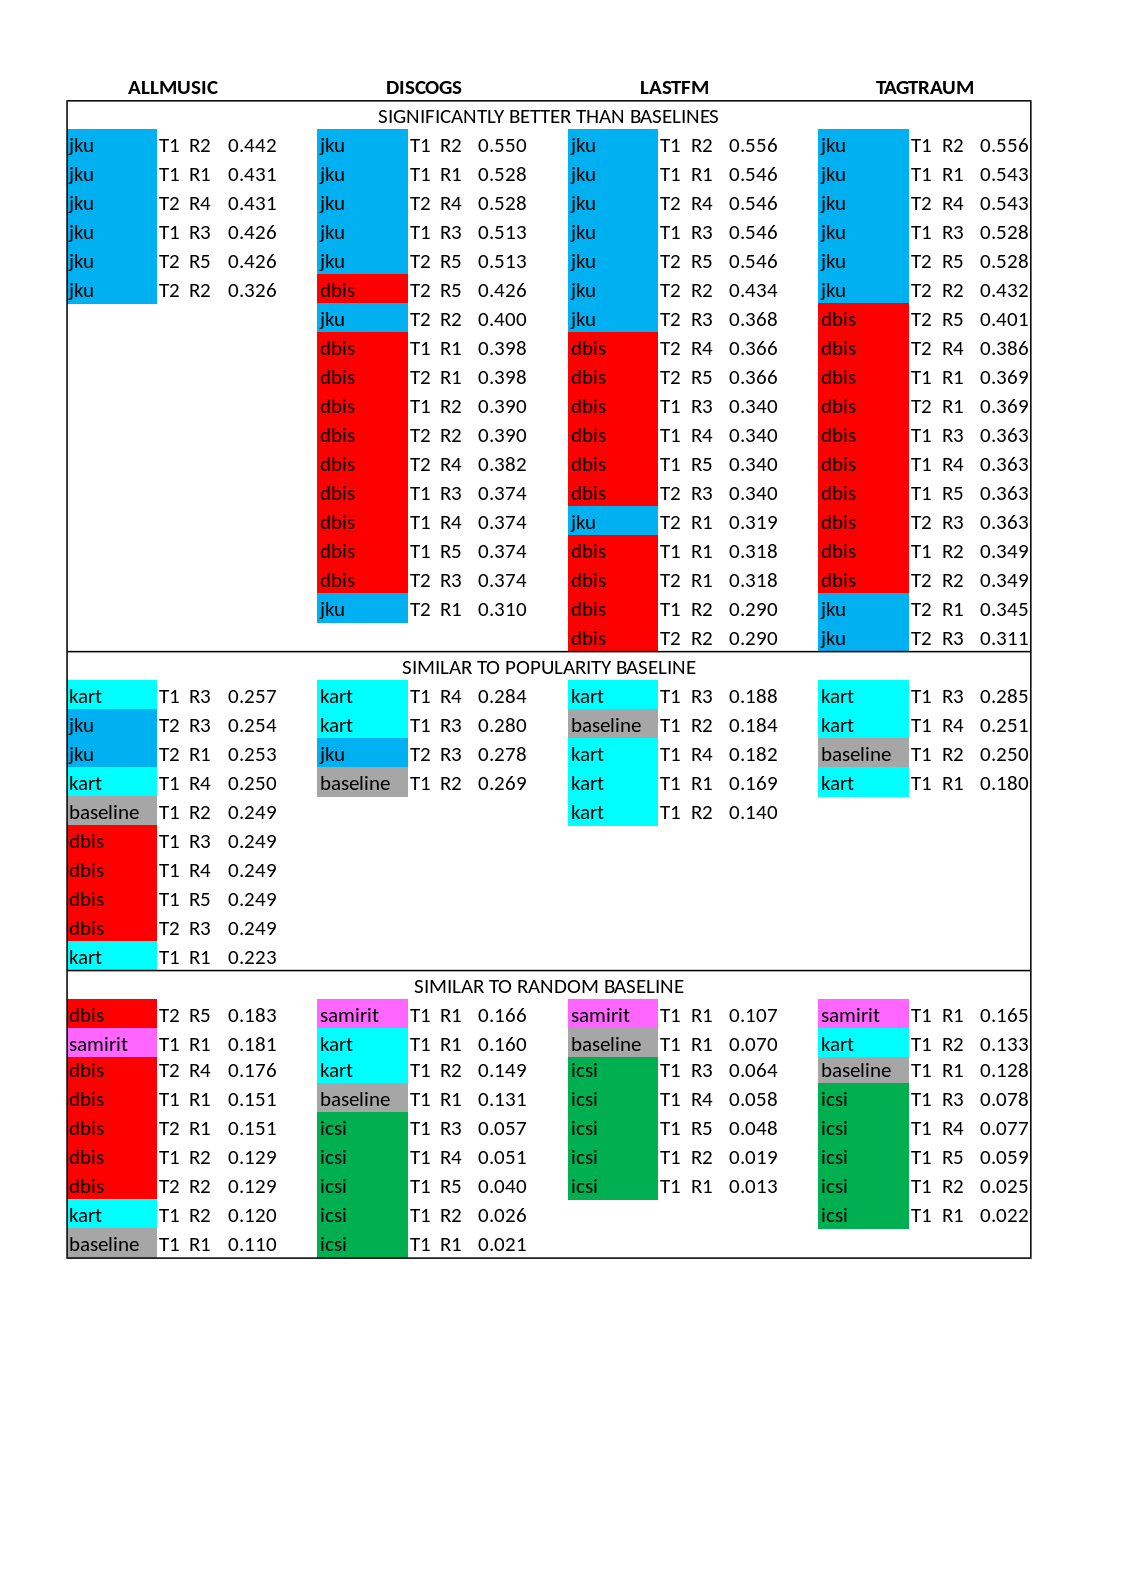 ALLMUSIC DISCOGS LASTFM TAGTRAUM
SIGNIFICANTLY BETTER THAN BASELINES
jku T1 R2 0.442 jku T1 R2 0.550 jku T1 R2 0.556 jku T1 R2 0.556
jku T1 R1 0.431 jku T1 R1 0.528 jku T1 R1 0.546 jku T1 R1 0.543
jku T2 R4 0.431 jku T2 R4 0.528 jku T2 R4 0.546 jku T2 R4 0.543
jku T1 R3 0.426 jku T1 R3 0.513 jku T1 R3 0.546 jku T1 R3 0.528
jku T2 R5 0.426 jku T2 R5 0.513 jku T2 R5 0.546 jku T2 R5 0.528
jku T2 R2 0.326 dbis T2 R5 0.426 jku T2 R2 0.434 jku T2 R2 0.432
jku T2 R2 0.400 jku T2 R3 0.368 dbis T2 R5 0.401
dbis T1 R1 0.398 dbis T2 R4 0.366 dbis T2 R4 0.386
dbis T2 R1 0.398 dbis T2 R5 0.366 dbis T1 R1 0.369
dbis T1 R2 0.390 dbis T1 R3 0.340 dbis T2 R1 0.369
dbis T2 R2 0.390 dbis T1 R4 0.340 dbis T1 R3 0.363
dbis T2 R4 0.382 dbis T1 R5 0.340 dbis T1 R4 0.363
dbis T1 R3 0.374 dbis T2 R3 0.340 dbis T1 R5 0.363
dbis T1 R4 0.374 jku T2 R1 0.319 dbis T2 R3 0.363
dbis T1 R5 0.374 dbis T1 R1 0.318 dbis T1 R2 0.349
dbis T2 R3 0.374 dbis T2 R1 0.318 dbis T2 R2 0.349
jku T2 R1 0.310 dbis T1 R2 0.290 jku T2 R1 0.345
dbis T2 R2 0.290 jku T2 R3 0.311
SIMILAR TO POPULARITY BASELINE
kart T1 R3 0.257 kart T1 R4 0.284 kart T1 R3 0.188 kart T1 R3 0.285
jku T2 R3 0.254 kart T1 R3 0.280 baseline T1 R2 0.184 kart T1 R4 0.251
jku T2 R1 0.253 jku T2 R3 0.278 kart T1 R4 0.182 baseline T1 R2 0.250
kart T1 R4 0.250 baseline T1 R2 0.269 kart T1 R1 0.169 kart T1 R1 0.180
baseline T1 R2 0.249 kart T1 R2 0.140
dbis T1 R3 0.249
dbis T1 R4 0.249
dbis T1 R5 0.249
dbis T2 R3 0.249
kart T1 R1 0.223
SIMILAR TO RANDOM BASELINE
dbis T2 R5 0.183 samirit T1 R1 0.166 samirit T1 R1 0.107 samirit T1 R1 0.165
samirit T1 R1 0.181 kart T1 R1 0.160 baseline T1 R1 0.070 kart T1 R2 0.133
dbis T2 R4 0.176 kart T1 R2 0.149 icsi T1 R3 0.064 baseline T1 R1 0.128
dbis T1 R1 0.151 baseline T1 R1 0.131 icsi T1 R4 0.058 icsi T1 R3 0.078
dbis T2 R1 0.151 icsi T1 R3 0.057 icsi T1 R5 0.048 icsi T1 R4 0.077
dbis T1 R2 0.129 icsi T1 R4 0.051 icsi T1 R2 0.019 icsi T1 R5 0.059
dbis T2 R2 0.129 icsi T1 R5 0.040 icsi T1 R1 0.013 icsi T1 R2 0.025
kart T1 R2 0.120 icsi T1 R2 0.026 icsi T1 R1 0.022
baseline T1 R1 0.110 icsi T1 R1 0.021